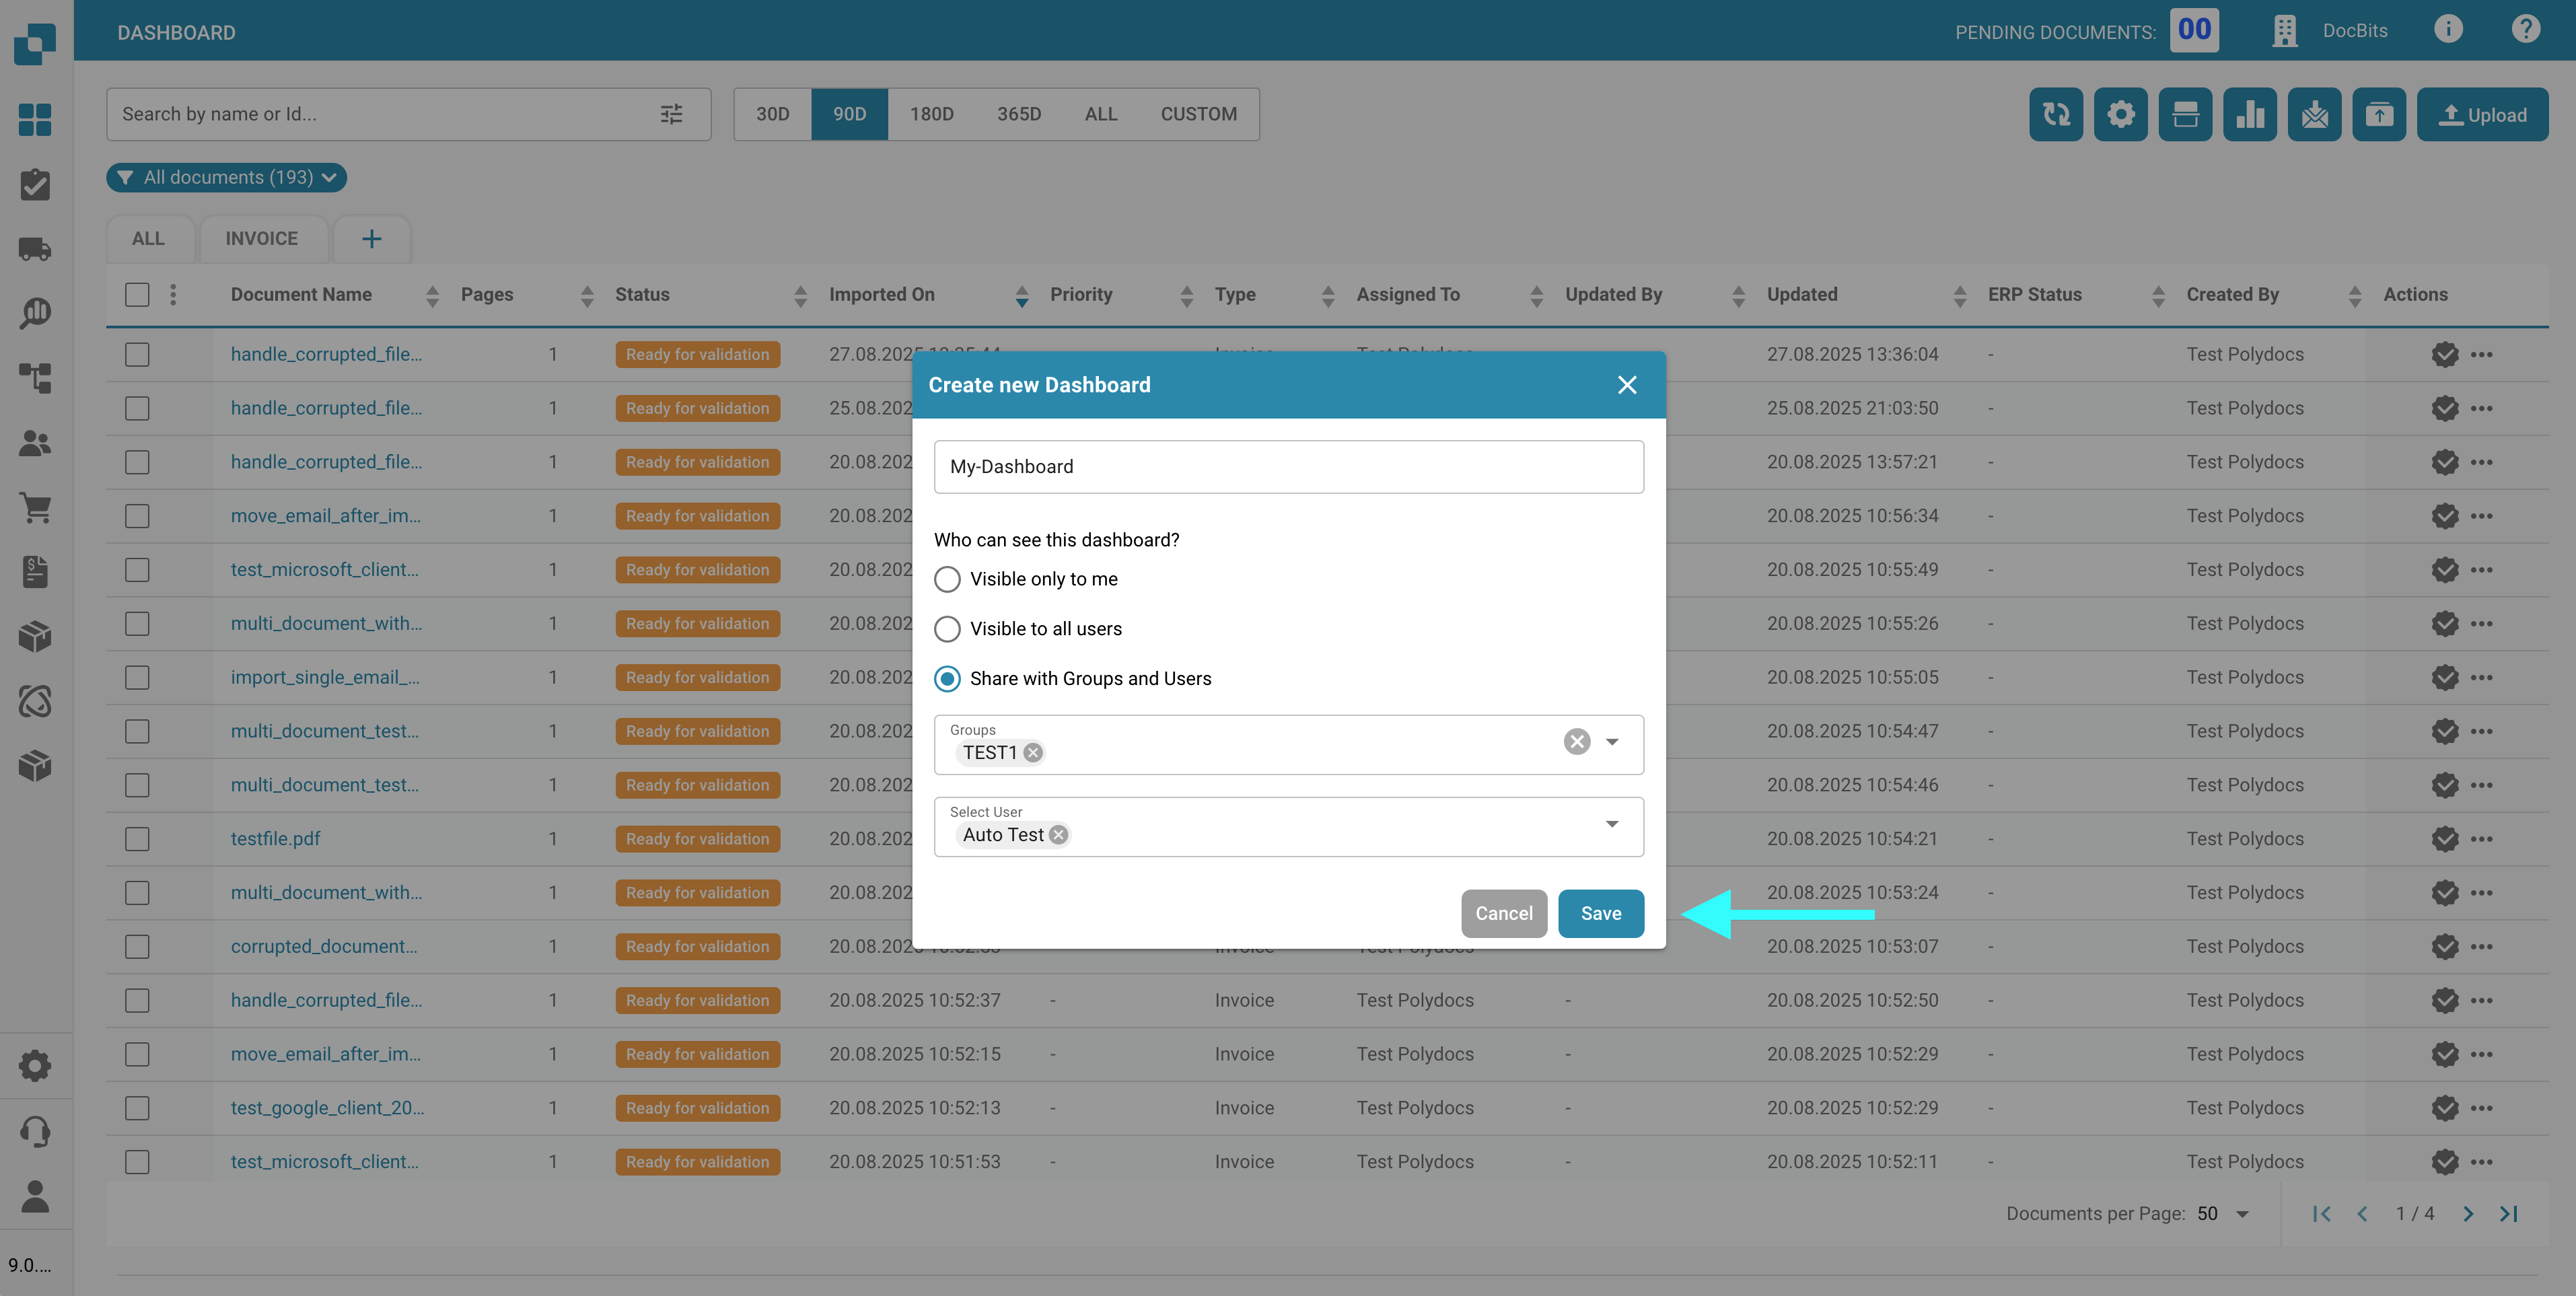 DASHBOARD
PENDING DOCUMENTS: 00 DocBits
Search by name or Id...
30D 90D 180D 365D ALL CUSTOM
Upload
All documents (193)
ALL INVOICE +
Document Name Pages Status Imported On Priority Type Assigned To Updated By Updated ERP Status Created By Actions
handle_corrupted_file... 1 Ready for validation 27.08.2025 27.08.2025 13:36:04 - Test Polydocs
handle_corrupted_file... 1 Ready for validation 25.08.202 25.08.2025 21:03:50 - Test Polydocs
handle_corrupted_file... 1 Ready for validation 20.08.202 20.08.2025 13:57:21 - Test Polydocs
move_email_after_im... 1 Ready for validation 20.08.202 20.08.2025 10:56:34 - Test Polydocs
test_microsoft_client... 1 Ready for validation 20.08.202 20.08.2025 10:55:49 - Test Polydocs
multi_document_with... 1 Ready for validation 20.08.202 20.08.2025 10:55:26 - Test Polydocs
import_single_email_... 1 Ready for validation 20.08.202 20.08.2025 10:55:05 - Test Polydocs
multi_document_test... 1 Ready for validation 20.08.202 20.08.2025 10:54:47 - Test Polydocs
multi_document_test... 1 Ready for validation 20.08.202 20.08.2025 10:54:46 - Test Polydocs
testfile.pdf 1 Ready for validation 20.08.202 20.08.2025 10:54:21 - Test Polydocs
multi_document_with... 1 Ready for validation 20.08.202 20.08.2025 10:53:24 - Test Polydocs
corrupted_document... 1 Ready for validation 20.08.202 Invoice Test Polydocs 20.08.2025 10:53:07 - Test Polydocs
handle_corrupted_file... 1 Ready for validation 20.08.2025 10:52:37 - Invoice Test Polydocs - 20.08.2025 10:52:50 - Test Polydocs
move_email_after_im... 1 Ready for validation 20.08.2025 10:52:15 - Invoice Test Polydocs - 20.08.2025 10:52:29 - Test Polydocs
test_google_client_20... 1 Ready for validation 20.08.2025 10:52:13 - Invoice Test Polydocs - 20.08.2025 10:52:29 - Test Polydocs
test_microsoft_client... 1 Ready for validation 20.08.2025 10:51:53 - Invoice Test Polydocs - 20.08.2025 10:52:11 - Test Polydocs
Create new Dashboard
My-Dashboard
Who can see this dashboard?
Visible only to me
Visible to all users
Share with Groups and Users
Groups
TEST1
Select User
Auto Test
Cancel Save
Documents per Page: 50 1 / 4
9.0....